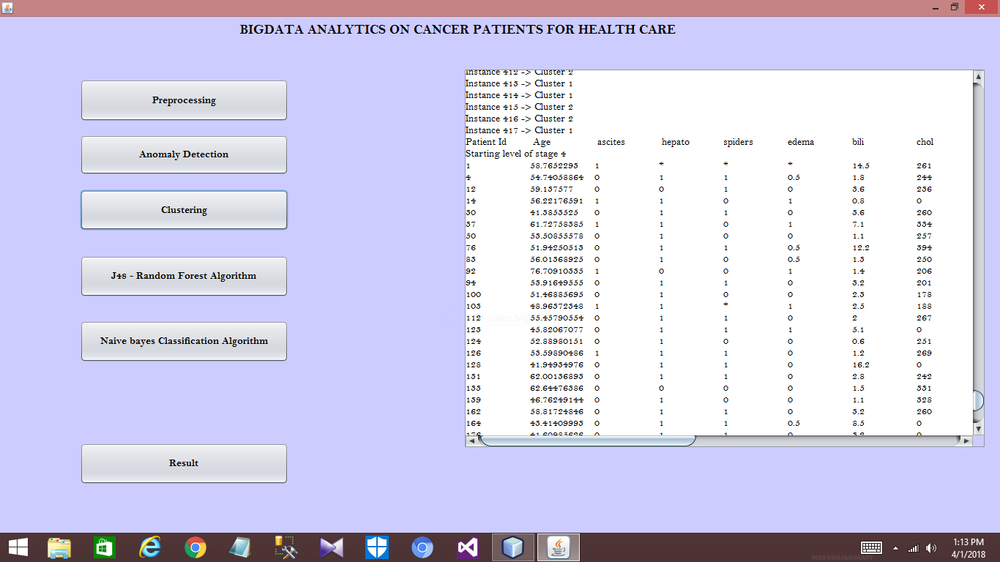 BIGDATA ANALYTICS ON CANCER PATIENTS FOR HEALTH CARE
Preprocessing
Anomaly Detection
Clustering
J48 - Random Forest Algorithm
Naive bayes Classification Algorithm
Result
Instance 412 -> Cluster 2
Instance 413 -> Cluster 1
Instance 414 -> Cluster 1
Instance 415 -> Cluster 2
Instance 416 -> Cluster 2
Instance 417 -> Cluster 1
Patient Id Age ascites hepato spiders edema bili chol
Starting level of stage 4
1 58.7652293 1 * * * 14.5 261
4 54.74058864 0 1 1 0.5 1.8 244
12 59.137577 0 0 1 0 3.6 236
14 56.22176591 1 1 0 1 0.8 0
30 41.3853525 0 1 1 0 3.6 260
37 61.72758385 1 1 0 1 7.1 334
50 53.50855578 0 1 0 0 1.1 257
76 51.94250513 0 1 1 0.5 12.2 394
83 56.01368925 0 1 0 0.5 1.3 250
92 76.70910335 1 0 0 1 1.4 206
94 53.91649555 0 1 1 0 3.2 201
100 51.46885695 0 1 0 0 2.3 178
103 48.96372348 1 1 * 1 2.5 188
112 53.45790554 0 1 1 0 2 267
123 45.82067077 0 1 1 1 5.1 0
124 52.88980151 0 1 0 0 0.6 251
126 53.59890486 1 1 1 0 1.2 269
128 41.94934976 0 1 1 0 16.2 0
131 62.00136893 0 1 1 0 2.8 242
133 62.64476386 0 0 0 0 1.5 331
139 46.76249144 0 1 0 0 1.1 328
162 58.81724846 0 1 1 0 3.2 260
164 43.41409993 0 1 1 0.5 8.5 0
1:13 PM
4/1/2018